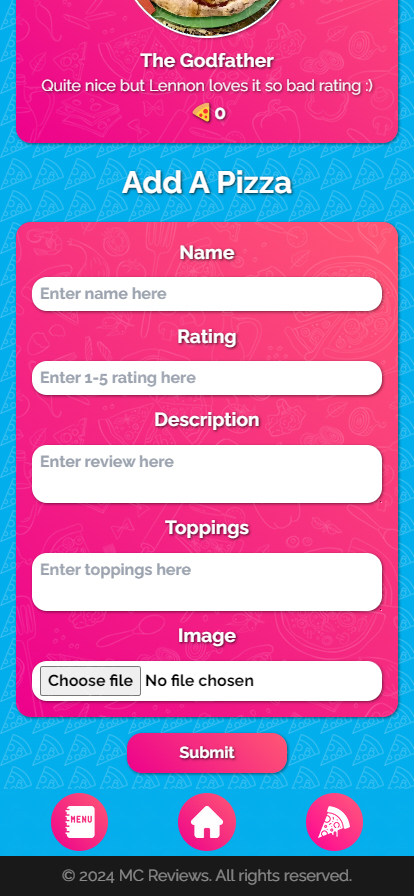 The Godfather
Quite nice but Lennon loves it so bad rating :)
🍕 0
Add A Pizza
Name
Enter name here
Rating
Enter 1-5 rating here
Description
Enter review here
Toppings
Enter toppings here
Image
Choose file No file chosen
Submit
MENU
© 2024 MC Reviews. All rights reserved.